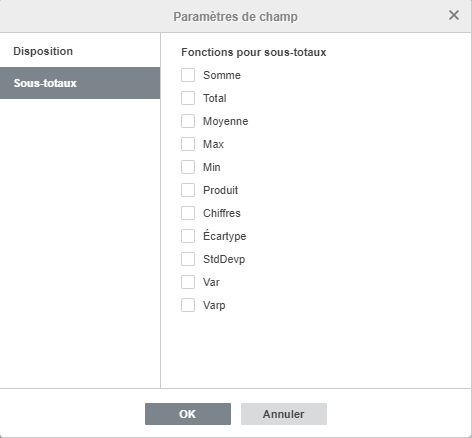 Paramètres de champ
Disposition
Sous-totaux
Fonctions pour sous-totaux
Somme
Total
Moyenne
Max
Min
Produit
Chiffres
Écartype
StdDevp
Var
Varp
OK
Annuler